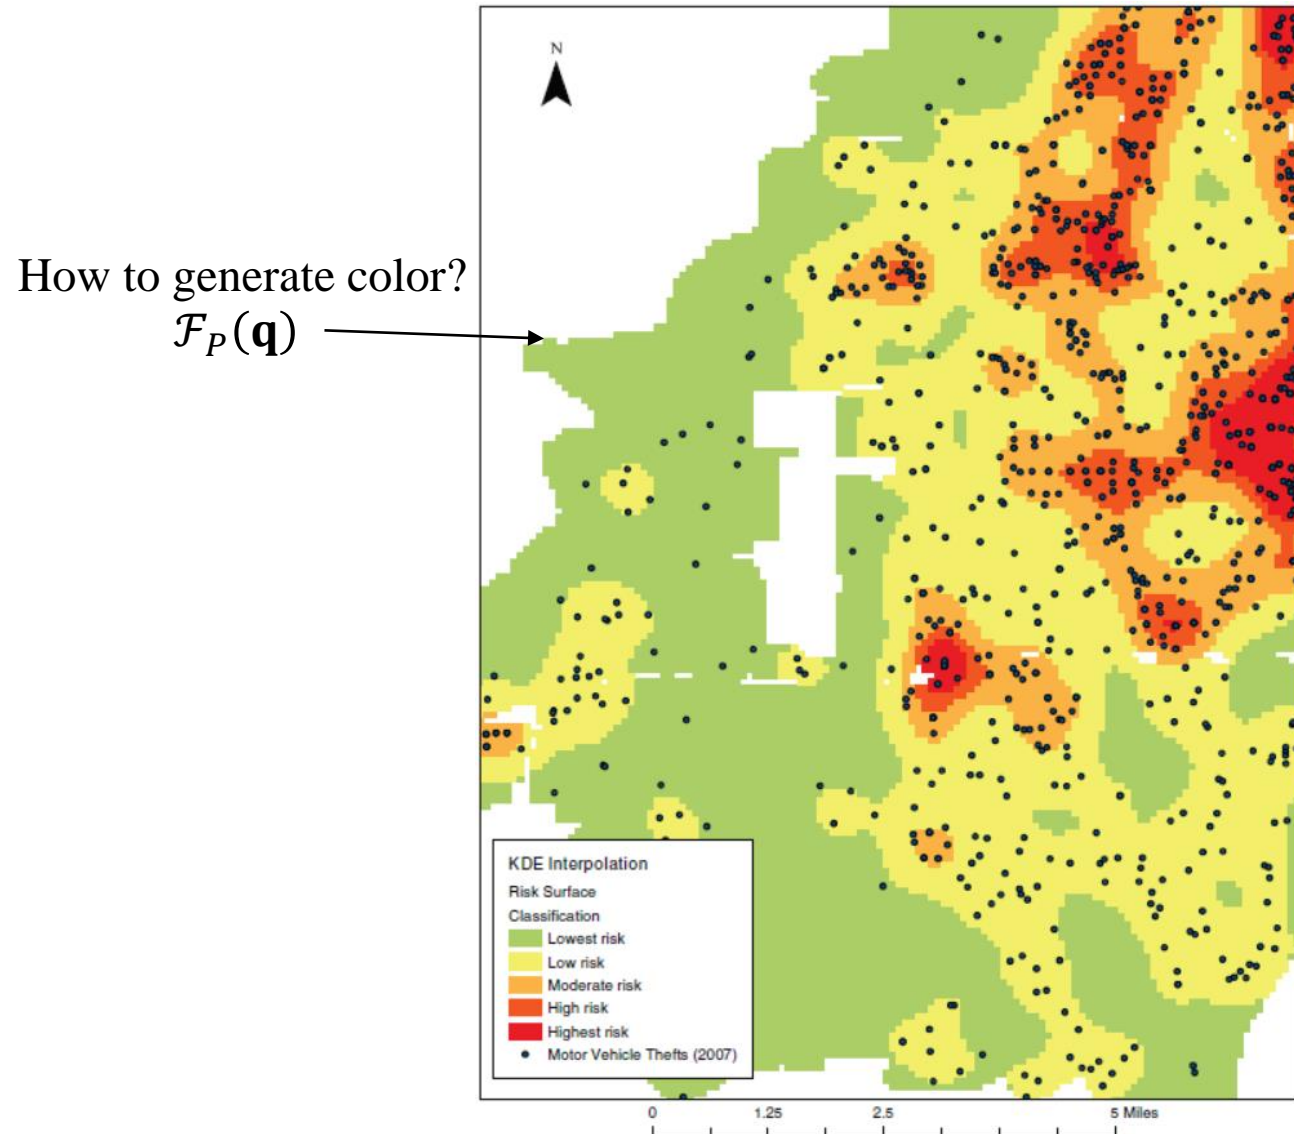 N
How to generate color?
ℱ_P(𝐪)
KDE Interpolation
Risk Surface
Classification
Lowest risk
Low risk
Moderate risk
High risk
Highest risk
Motor Vehicle Thefts (2007)
0 1.25 2.5 5 Miles